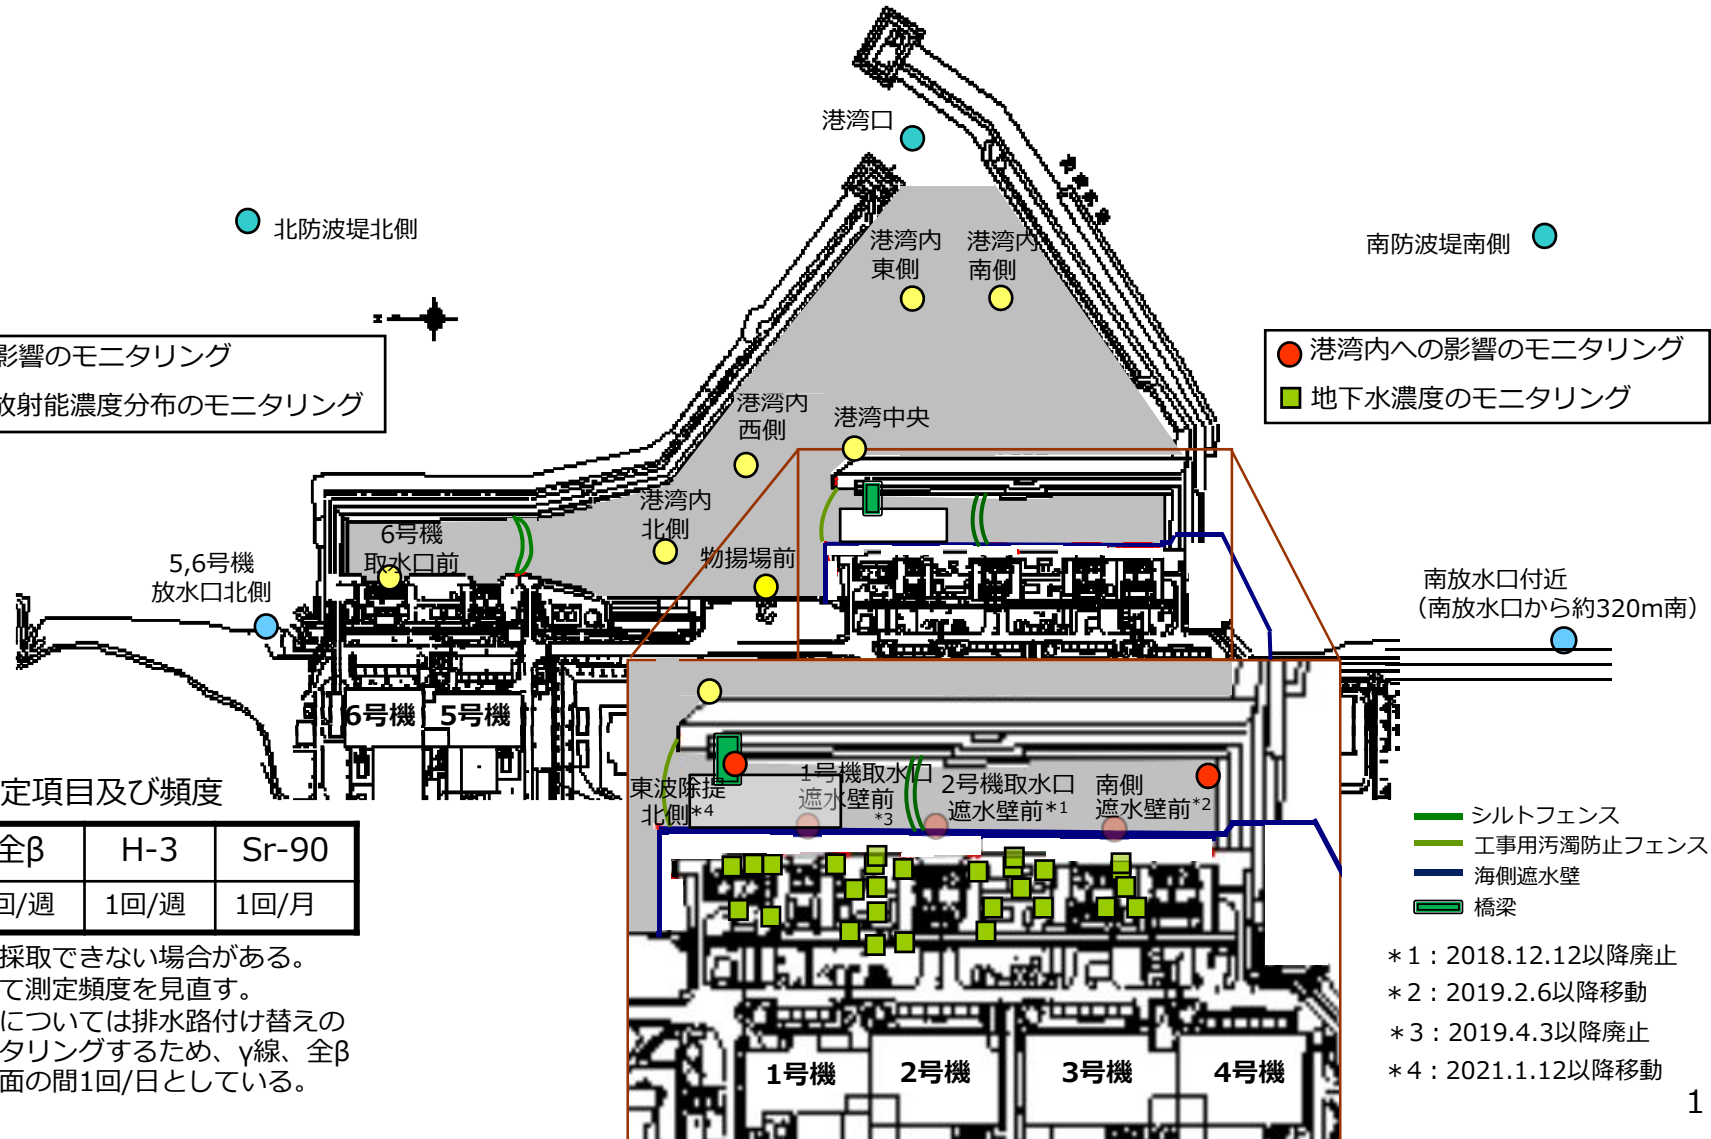 港湾口
北防波堤北側
南防波堤南側
港湾内
東側
港湾内
南側
影響のモニタリング
放射能濃度分布のモニタリング
港湾内への影響のモニタリング
地下水濃度のモニタリング
港湾内
西側
港湾中央
港湾内
北側
物揚場前
6号機
取水口前
5,6号機
放水口北側
南放水口付近
（南放水口から約320m南）
6号機
5号機
東波除堤
北側*4
1号機取水口
遮水壁前
*3
2号機取水口
遮水壁前*1
南側
遮水壁前*2
定項目及び頻度
全β
H-3
Sr-90
回/週
1回/週
1回/月
採取できない場合がある。
て測定頻度を見直す。
については排水路付け替えの
タリングするため、γ線、全β
面の間1回/日としている。
シルトフェンス
工事用汚濁防止フェンス
海側遮水壁
橋梁
＊1：2018.12.12以降廃止
＊2：2019.2.6以降移動
＊3：2019.4.3以降廃止
＊4：2021.1.12以降移動
1号機
2号機
3号機
4号機
1